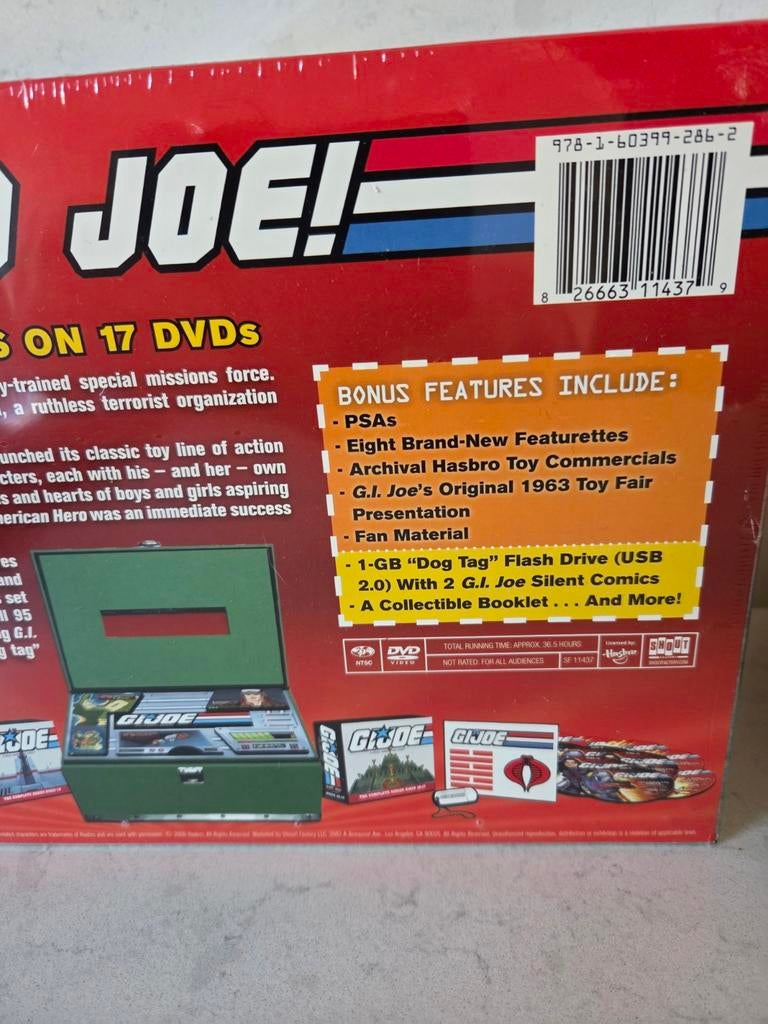 978-1-60399-286-2
JOE!
8 26663 11437 9
S ON 17 DVDs
y-trained special missions force.
, a ruthless terrorist organization
unched its classic toy line of action
cters, each with his – and her – own
s and hearts of boys and girls aspiring
merican Hero was an immediate success
es
and
set
ll 95
g G.I.
g tag"
BONUS FEATURES INCLUDE:
- PSAs
- Eight Brand-New Featurettes
- Archival Hasbro Toy Commercials
- G.I. Joe's Original 1963 Toy Fair
Presentation
- Fan Material
- 1-GB "Dog Tag" Flash Drive (USB
2.0) With 2 G.I. Joe Silent Comics
- A Collectible Booklet . . . And More!
NTSC
DVD
VIDEO
TOTAL RUNNING TIME: APPROX. 36.5 HOURS
NOT RATED: FOR ALL AUDIENCES
SF 11437
Licensed by:
Hasbro
SHOUT
SHOUTFACTORY.COM
JOE
GI JOE
GI JOE
GI JOE
GI JOE